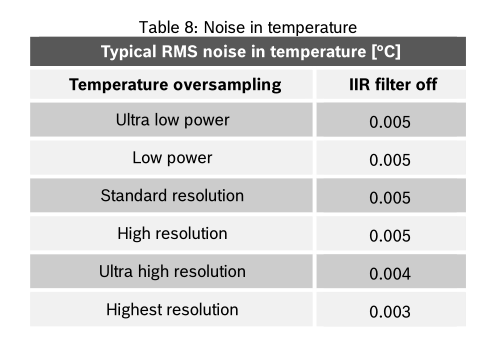 Table 8: Noise in temperature
Typical RMS noise in temperature [°C]
Temperature oversampling IIR filter off
Ultra low power 0.005
Low power 0.005
Standard resolution 0.005
High resolution 0.005
Ultra high resolution 0.004
Highest resolution 0.003